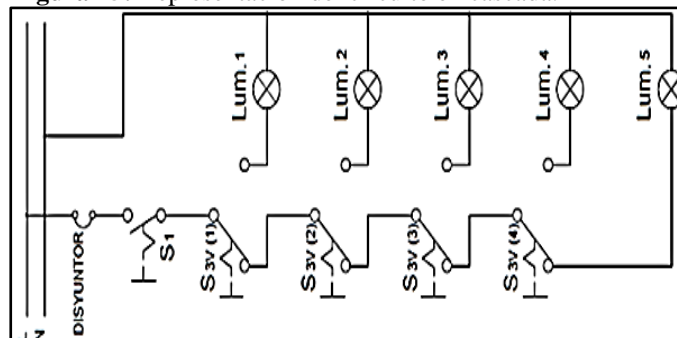 Lum. 1
Lum. 2
Lum. 3
Lum. 4
Lum. 5
DISYUNTOR
S1
S3V (1)
S3V (2)
S3V (3)
S3V (4)
N